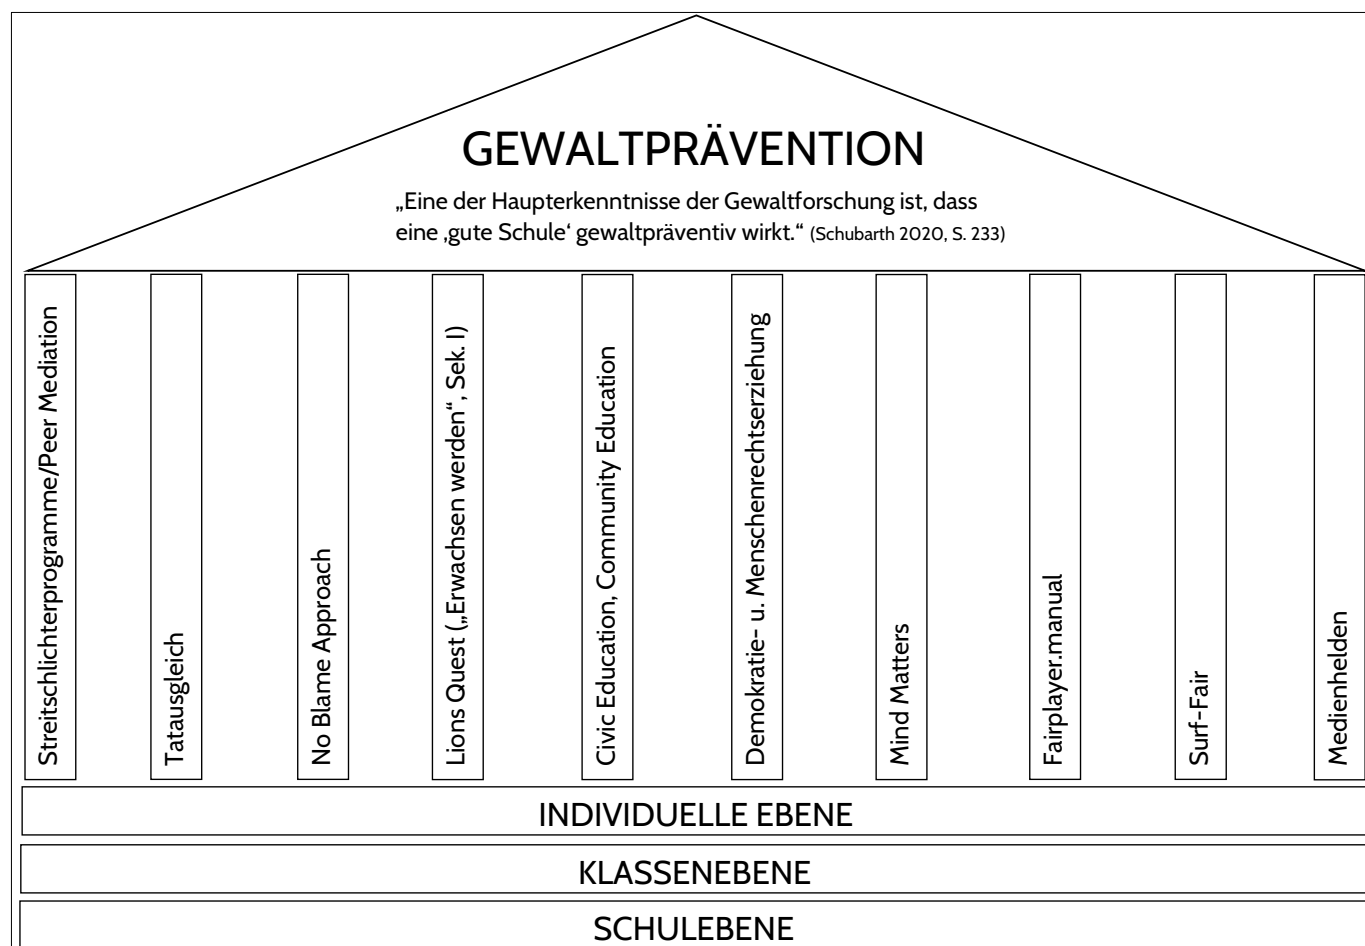 GEWALTPRÄVENTION
„Eine der Haupterkenntnisse der Gewaltforschung ist, dass
eine ‚gute Schule‘ gewaltpräventiv wirkt.“ (Schubarth 2020, S. 233)
Streitschlichterprogramme/Peer Mediation
Tatausgleich
No Blame Approach
Lions Quest („Erwachsen werden“, Sek. I)
Civic Education, Community Education
Demokratie- u. Menschenrechtserziehung
Mind Matters
Fairplayer.manual
Surf-Fair
Medienhelden
INDIVIDUELLE EBENE
KLASSENEBENE
SCHULEBENE